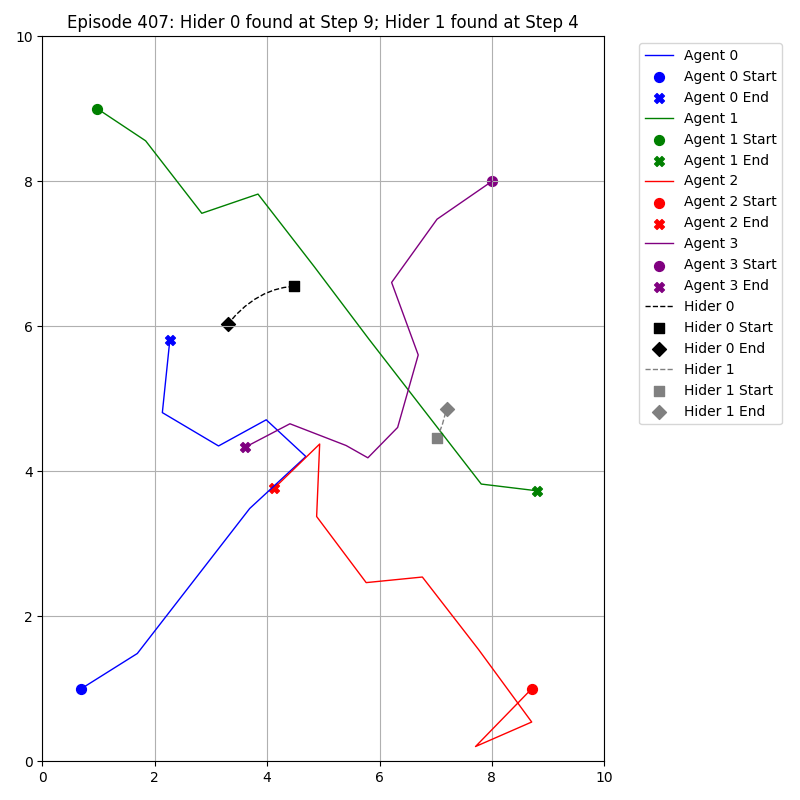 Episode 407: Hider 0 found at Step 9; Hider 1 found at Step 4
10
8
6
4
2
0
0 2 4 6 8 10
Agent 0
Agent 0 Start
Agent 0 End
Agent 1
Agent 1 Start
Agent 1 End
Agent 2
Agent 2 Start
Agent 2 End
Agent 3
Agent 3 Start
Agent 3 End
Hider 0
Hider 0 Start
Hider 0 End
Hider 1
Hider 1 Start
Hider 1 End